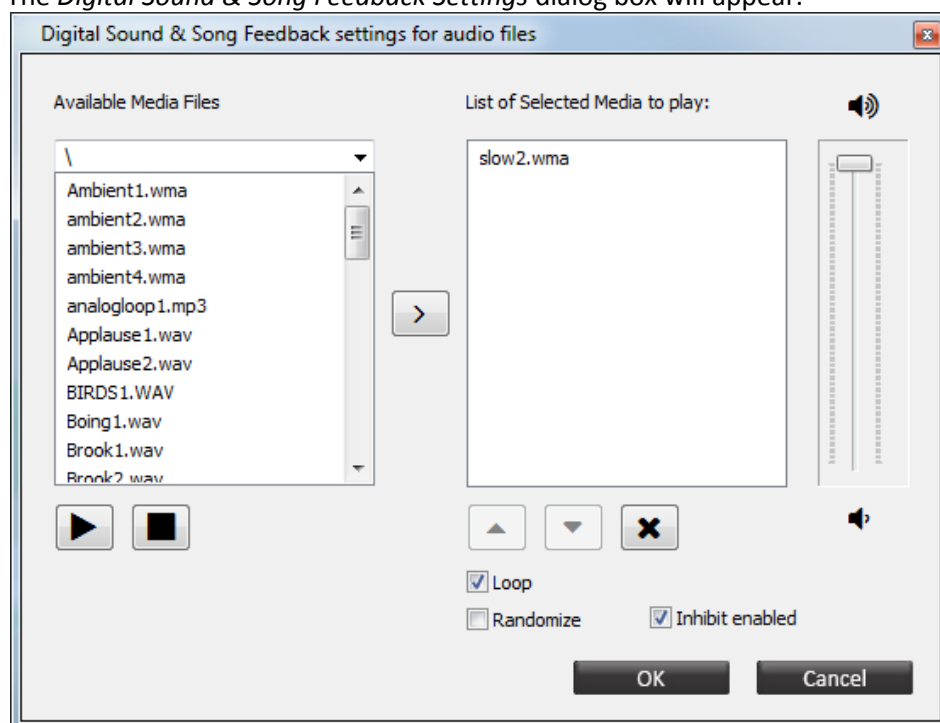 The Digital Sound & Song Feedback Settings dialog box will appear.
Digital Sound & Song Feedback settings for audio files
Available Media Files
List of Selected Media to play:
\
Ambient1.wma
ambient2.wma
ambient3.wma
ambient4.wma
analogloop1.mp3
Applause1.wav
Applause2.wav
BIRDS1.WAV
Boing1.wav
Brook1.wav
Brook2.wav
>
slow2.wma
Loop
Randomize
Inhibit enabled
OK
Cancel